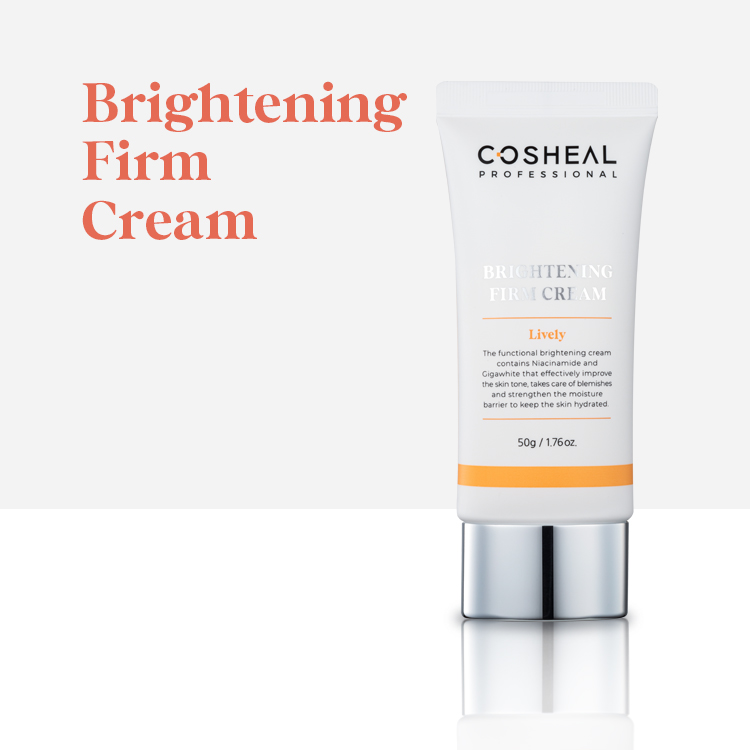 Brightening
Firm
Cream
COSHEAL
PROFESSIONAL
BRIGHTENING
FIRM CREAM
Lively
The functional brightening cream
contains Niacinamide and
Gigawhite that effectively improve
the skin tone, takes care of blemishes
and strengthen the moisture
barrier to keep the skin hydrated.
50g / 1.76 oz.